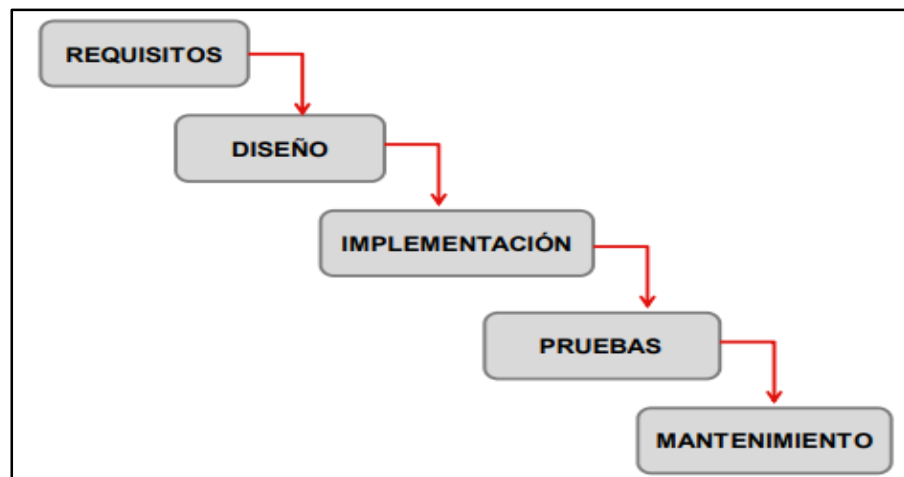 REQUISITOS
DISEÑO
IMPLEMENTACIÓN
PRUEBAS
MANTENIMIENTO